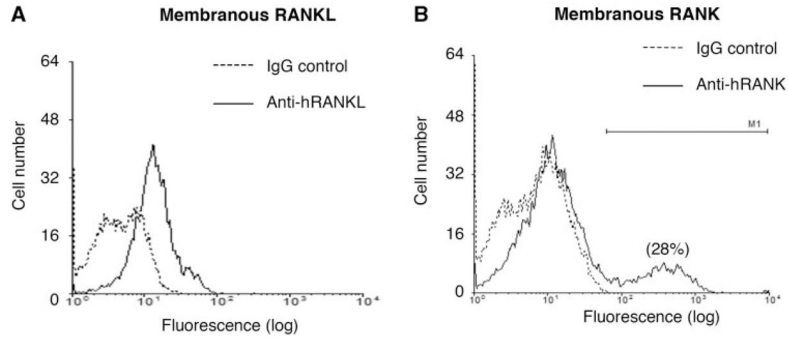 A
Membranous RANKL
IgG control
Anti-hRANKL
Cell number
64
48
32
16
0
10⁰ 10¹ 10² 10³ 10⁴
Fluorescence (log)
B
Membranous RANK
IgG control
Anti-hRANK
M1
Cell number
64
48
32
16
0
(28%)
10⁰ 10¹ 10² 10³ 10⁴
Fluorescence (log)